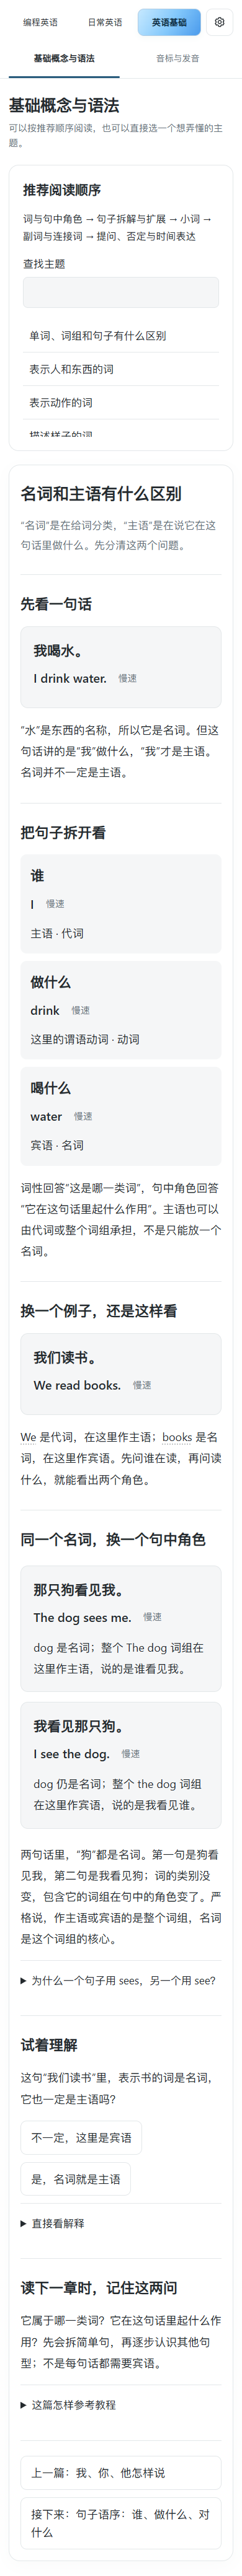 编程英语 日常英语 英语基础
基础概念与语法 音标与发音
基础概念与语法
可以按推荐顺序阅读，也可以直接选一个想弄懂的主
题。
推荐阅读顺序
词与句中角色 → 句子拆解与扩展 → 小词 →
副词与连接词 → 提问、否定与时间表达
查找主题
单词、词组和句子有什么区别
表示人和东西的词
表示动作的词
描述样子的词
名词和主语有什么区别
“名词”是在给词分类，“主语”是在说它在这
句话里做什么。先分清这两个问题。
先看一句话
我喝水。
I drink water. 慢速
“水”是东西的名称，所以它是名词。但这
句话讲的是“我”做什么，“我”才是主语。
名词并不一定是主语。
把句子拆开看
谁
I 慢速
主语 · 代词
做什么
drink 慢速
这里的谓语动词 · 动词
喝什么
water 慢速
宾语 · 名词
词性回答“这是哪一类词”，句中角色回答
“它在这句话里起什么作用”。主语也可以
由代词或整个词组承担，不是只能放一个
名词。
换一个例子，还是这样看
我们读书。
We read books. 慢速
We 是代词，在这里作主语；books 是名
词，在这里作宾语。先问谁在读，再问读
什么，就能看出两个角色。
同一个名词，换一个句中角色
那只狗看见我。
The dog sees me. 慢速
dog 是名词；整个 The dog 词组在
这里作主语，说的是谁看见我。
我看见那只狗。
I see the dog. 慢速
dog 仍是名词；整个 the dog 词组
在这里作宾语，说的是我看见谁。
两句话里，“狗”都是名词。第一句是狗看
见我，第二句是我看见狗；词的类别没
变，包含它的词组在句中的角色变了。严
格说，作主语或宾语的是整个词组，名词
是这个词组的核心。
为什么一个句子用 sees，另一个用 see？
试着理解
这句“我们读书”里，表示书的词是名词，
它也一定是主语吗？
不一定，这里是宾语
是，名词就是主语
直接看解释
读下一章时，记住这两问
它属于哪一类词？它在这句话里起什么作
用？先会拆简单句，再逐步认识其他句
型；不是每句话都需要宾语。
这篇怎样参考教程
上一篇：我、你、他怎样说
接下来：句子语序：谁、做什么、对
什么